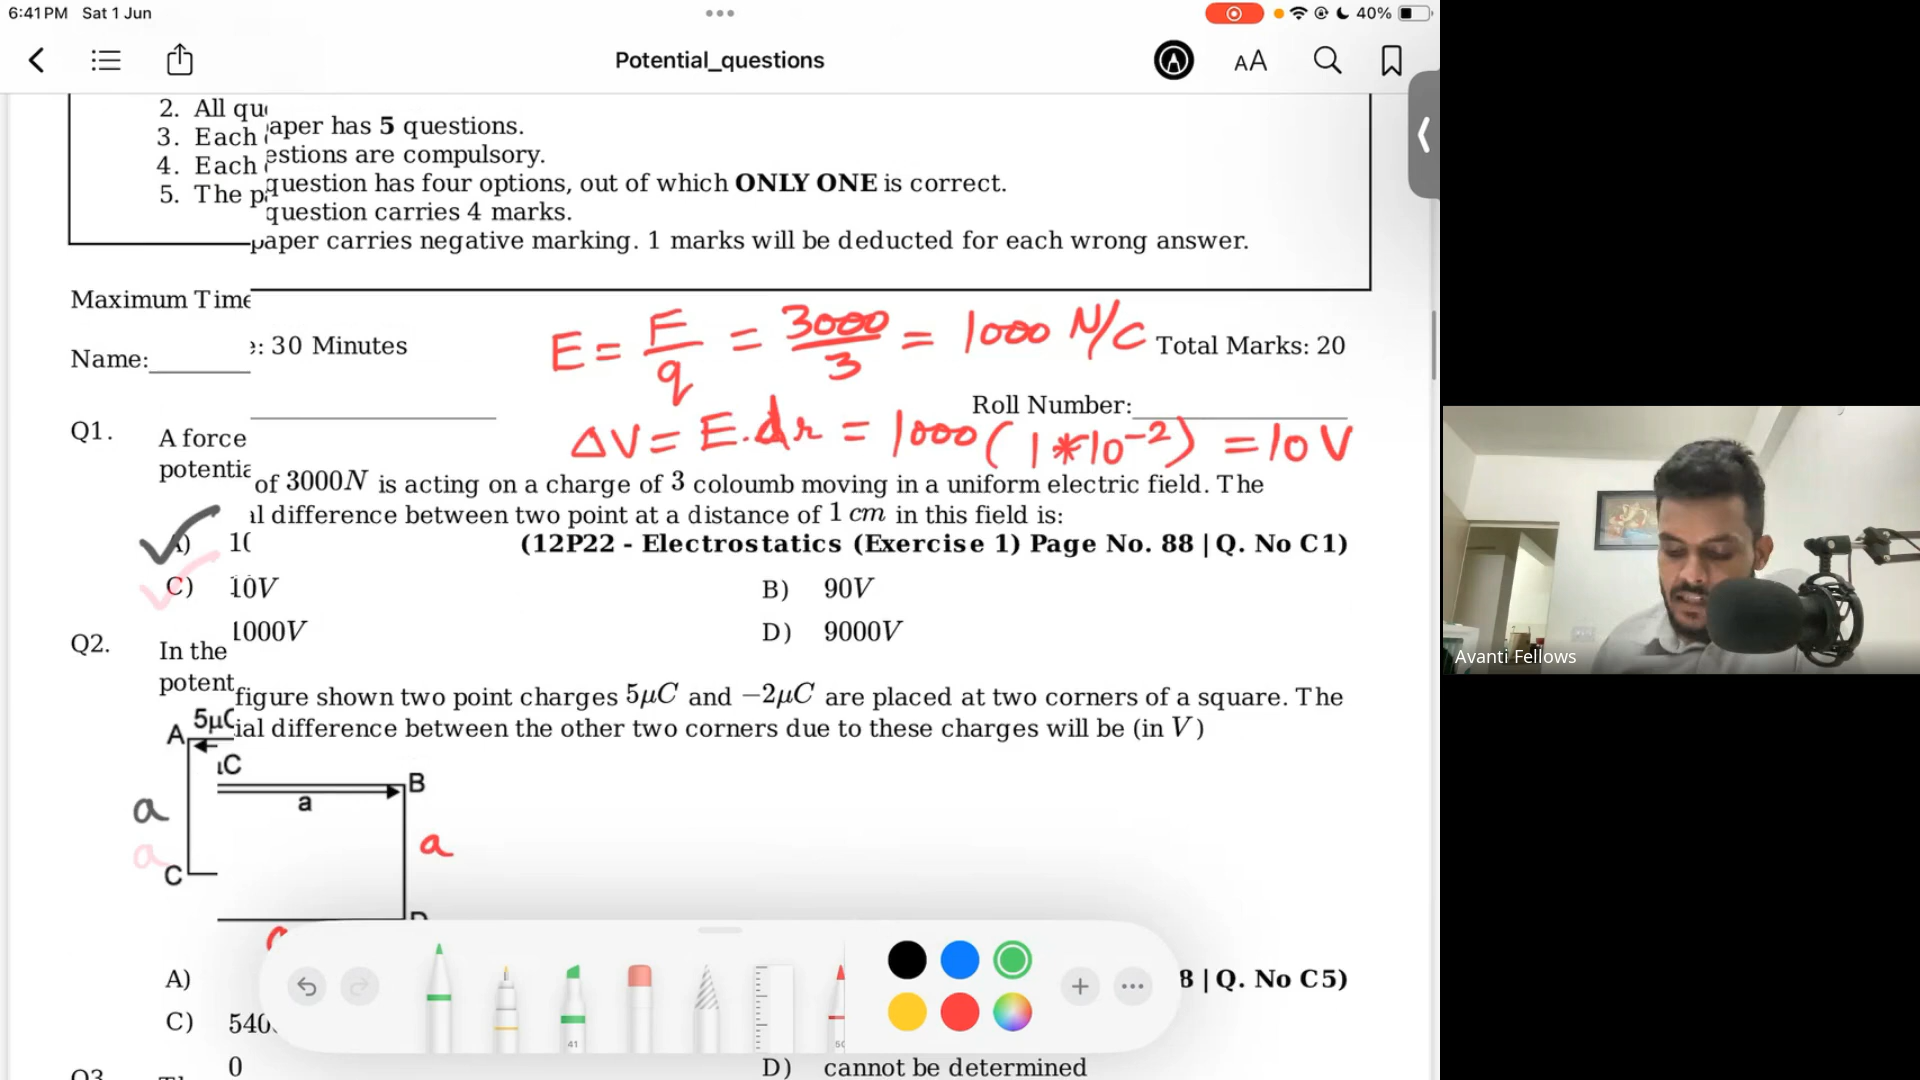 6:41 PM Sat 1 Jun
40%
Potential_questions
AA
2. All qu
3. Each
4. Each
5. The p
aper has 5 questions.
estions are compulsory.
question has four options, out of which ONLY ONE is correct.
question carries 4 marks.
paper carries negative marking. 1 marks will be deducted for each wrong answer.
Maximum Time
: 30 Minutes
Total Marks: 20
E = F/q = 3000/3 = 1000 N/C
Name:
Roll Number:
ΔV = E.dr = 1000 (1*10⁻²) = 10 V
Q1. A force
potentia
of 3000N is acting on a charge of 3 coloumb moving in a uniform electric field. The
al difference between two point at a distance of 1 cm in this field is:
(12P22 - Electrostatics (Exercise 1) Page No. 88 | Q. No C1)
C) 10V
B) 90V
1000V
D) 9000V
Q2. In the
potent
figure shown two point charges 5μC and −2μC are placed at two corners of a square. The
ial difference between the other two corners due to these charges will be (in V)
A 5μC
B
a
a
a
a
C
A)
8 | Q. No C5)
C) 540
0
D) cannot be determined
Q3
41
Avanti Fellows